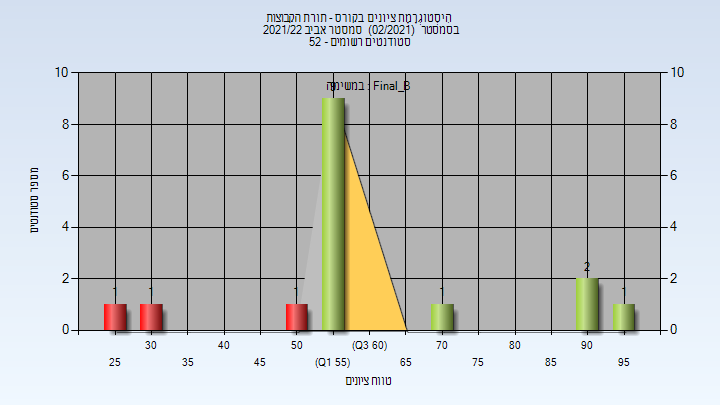 היסטוגרמת ציונים בקורס - תורת הקבוצות
בסמסטר (02/2021) סמסטר אביב 2021/22
סטודנטים רשומים - 52
במשימה : Final_B
9
10 10
8 8
6 6
4 4
2 2
0 0
1 1 1 1 2 1
מספר סטודנטים
30 40 50 (Q3 60) 70 80 90
25 35 45 (Q1 55) 65 75 85 95
טווח ציונים